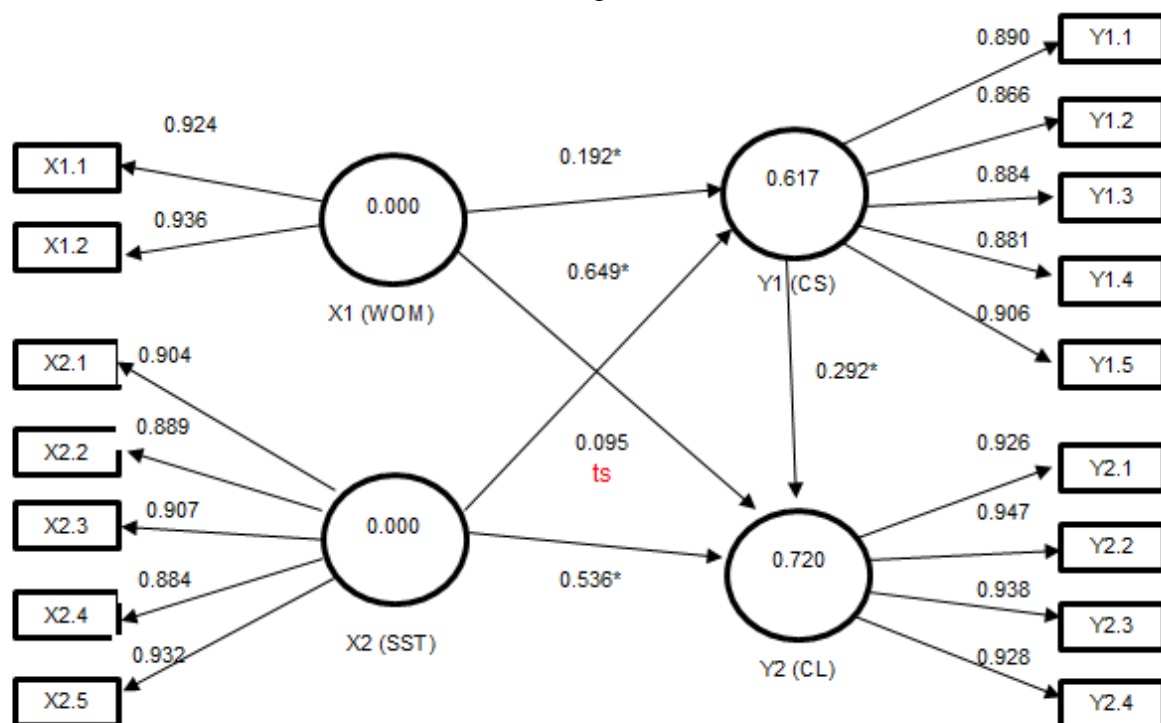 0.890
Y1.1
0.866
Y1.2
0.924
X1.1
0.192*
0.617
0.884
Y1.3
0.000
0.936
X1.2
0.881
Y1.4
0.649*
Y1 (CS)
X1 (WOM)
0.906
Y1.5
X2.1
0.904
0.292*
0.889
X2.2
0.095
ts
0.926
Y2.1
0.907
X2.3
0.000
0.947
Y2.2
0.720
0.884
X2.4
0.536*
0.938
Y2.3
X2 (SST)
0.932
Y2 (CL)
0.928
X2.5
Y2.4